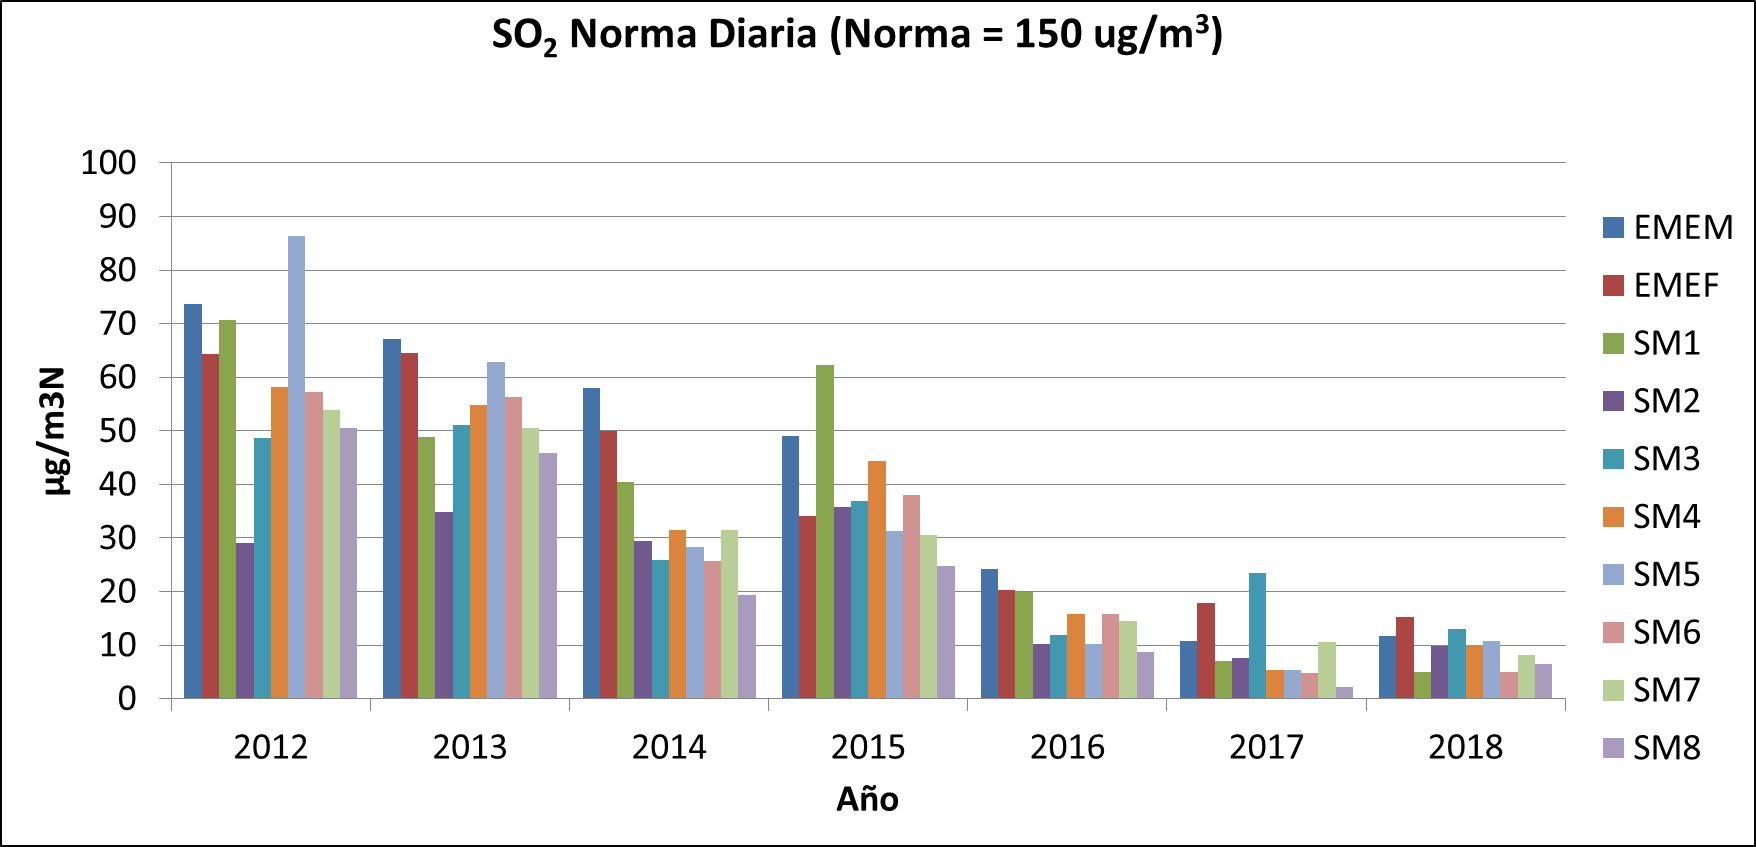 SO₂ Norma Diaria (Norma = 150 ug/m³)
100
90
80
70
60
50
40
30
20
10
0
µg/m3N
2012 2013 2014 2015 2016 2017 2018
Año
EMEM
EMEF
SM1
SM2
SM3
SM4
SM5
SM6
SM7
SM8